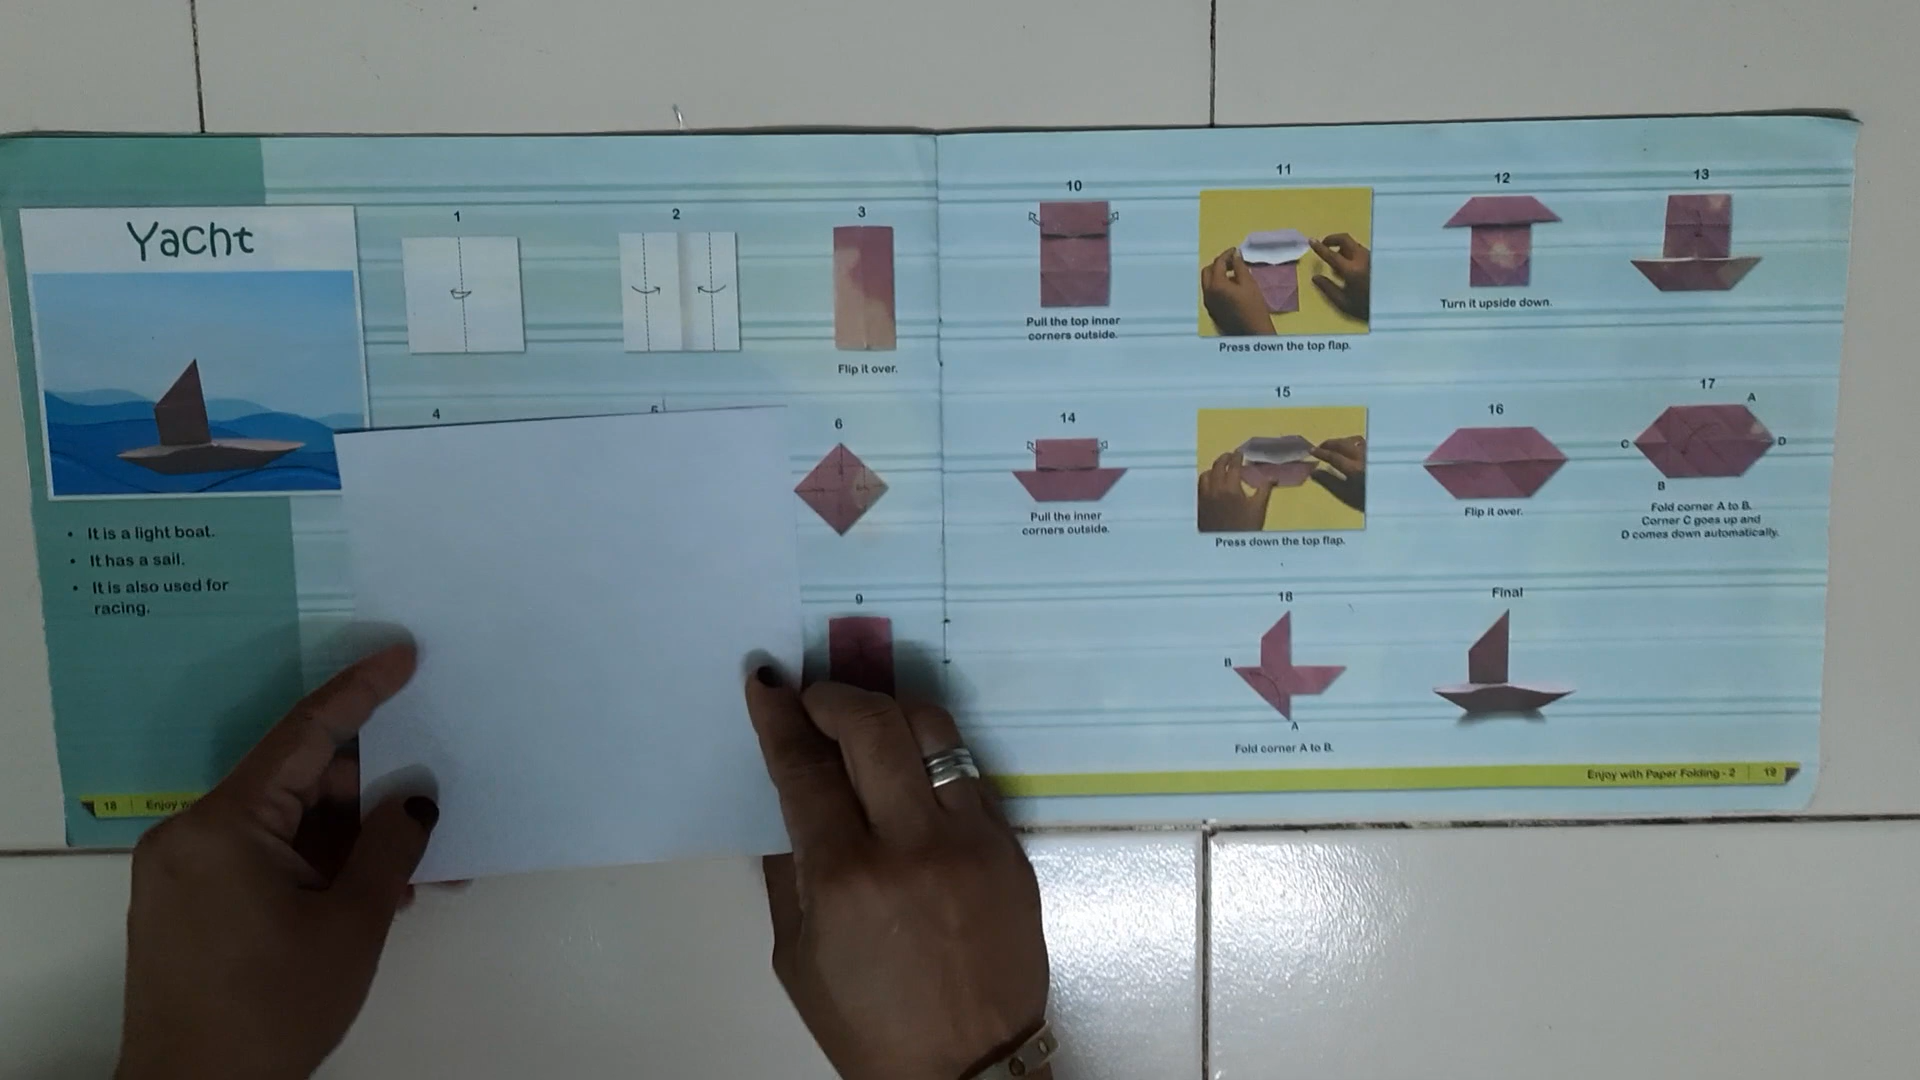 Yacht
It is a light boat.
It has a sail.
It is also used for
racing.
1
2
3
Flip it over.
4
6
9
18
Enjoy
10
Pull the top inner
corners outside.
11
Press down the top flap.
12
Turn it upside down.
13
14
Pull the inner
corners outside.
15
Press down the top flap.
16
Flip it over.
17
A
C
D
B
Fold corner A to B.
Corner C goes up and
D comes down automatically.
18
B
A
Fold corner A to B.
Final
Enjoy with Paper Folding - 2
19